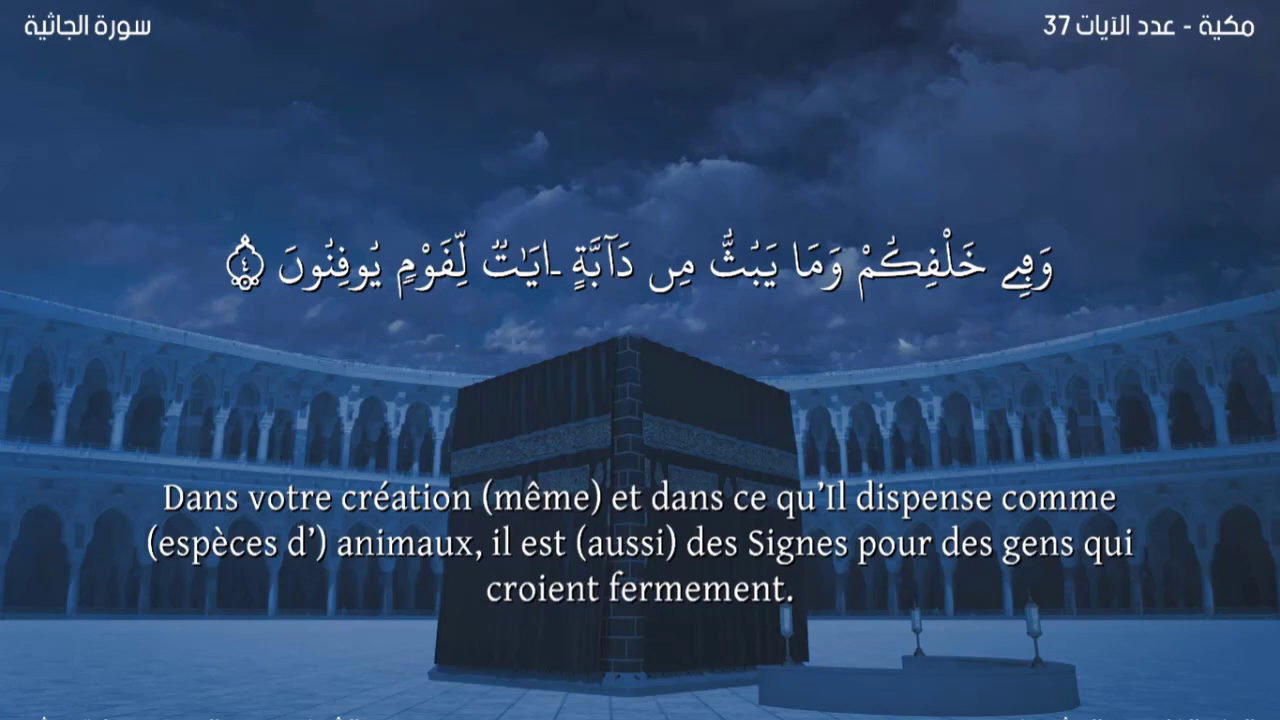 مكية - عدد الآيات 37
سورة الجاثية
وَفِے خَلْقِكُمْ وَمَا يَبُثُّ مِن دَآبَّةٍ ـ ايَٰتٌ لِّقَوْمٍ يُوقِنُونَ ٤
Dans votre création (même) et dans ce qu’Il dispense comme
(espèces d’) animaux, il est (aussi) des Signes pour des gens qui
croient fermement.